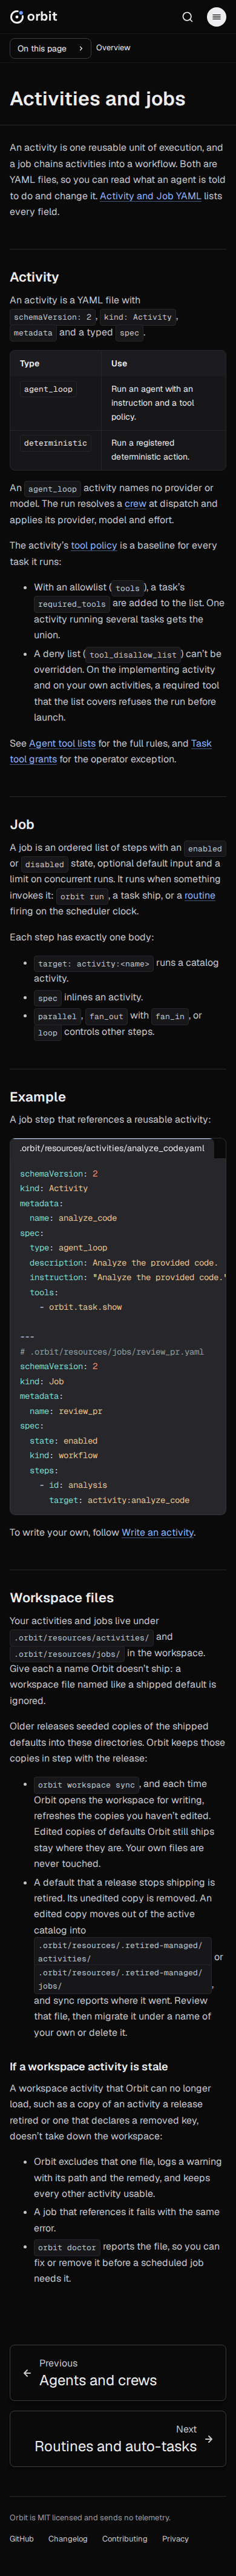 orbit
On this page
Overview
Activities and jobs
An activity is one reusable unit of execution, and
a job chains activities into a workflow. Both are
YAML files, so you can read what an agent is told
to do and change it. Activity and Job YAML lists
every field.
Activity
An activity is a YAML file with
schemaVersion: 2, kind: Activity,
metadata and a typed spec.
Type Use
agent_loop Run an agent with an
instruction and a tool
policy.
deterministic Run a registered
deterministic action.
An agent_loop activity names no provider or
model. The run resolves a crew at dispatch and
applies its provider, model and effort.
The activity's tool policy is a baseline for every
task it runs:
• With an allowlist (tools), a task's
required_tools are added to the list. One
activity running several tasks gets the
union.
• A deny list (tool_disallow_list) can't be
overridden. On the implementing activity
and on your own activities, a required tool
that the list covers refuses the run before
launch.
See Agent tool lists for the full rules, and Task
tool grants for the operator exception.
Job
A job is an ordered list of steps with an enabled
or disabled state, optional default input and a
limit on concurrent runs. It runs when something
invokes it: orbit run, a task ship, or a routine
firing on the scheduler clock.
Each step has exactly one body:
• target: activity:<name> runs a catalog
activity.
• spec inlines an activity.
• parallel, fan_out with fan_in, or
loop controls other steps.
Example
A job step that references a reusable activity:
.orbit/resources/activities/analyze_code.yaml
schemaVersion: 2
kind: Activity
metadata:
name: analyze_code
spec:
type: agent_loop
description: Analyze the provided code.
instruction: "Analyze the provided code."
tools:
- orbit.task.show
---
# .orbit/resources/jobs/review_pr.yaml
schemaVersion: 2
kind: Job
metadata:
name: review_pr
spec:
state: enabled
kind: workflow
steps:
- id: analysis
target: activity:analyze_code
To write your own, follow Write an activity.
Workspace files
Your activities and jobs live under
.orbit/resources/activities/ and
.orbit/resources/jobs/ in the workspace.
Give each a name Orbit doesn't ship: a
workspace file named like a shipped default is
ignored.
Older releases seeded copies of the shipped
defaults into these directories. Orbit keeps those
copies in step with the release:
• orbit workspace sync, and each time
Orbit opens the workspace for writing,
refreshes the copies you haven't edited.
Edited copies of defaults Orbit still ships
stay where they are. Your own files are
never touched.
• A default that a release stops shipping is
retired. Its unedited copy is removed. An
edited copy moves out of the active
catalog into
.orbit/resources/.retired-managed/
activities/ or
.orbit/resources/.retired-managed/
jobs/,
and sync reports where it went. Review
that file, then migrate it under a name of
your own or delete it.
If a workspace activity is stale
A workspace activity that Orbit can no longer
load, such as a copy of an activity a release
retired or one that declares a removed key,
doesn't take down the workspace:
• Orbit excludes that one file, logs a warning
with its path and the remedy, and keeps
every other activity usable.
• A job that references it fails with the same
error.
• orbit doctor reports the file, so you can
fix or remove it before a scheduled job
needs it.
Previous
Agents and crews
Next
Routines and auto-tasks
Orbit is MIT licensed and sends no telemetry.
GitHub Changelog Contributing Privacy